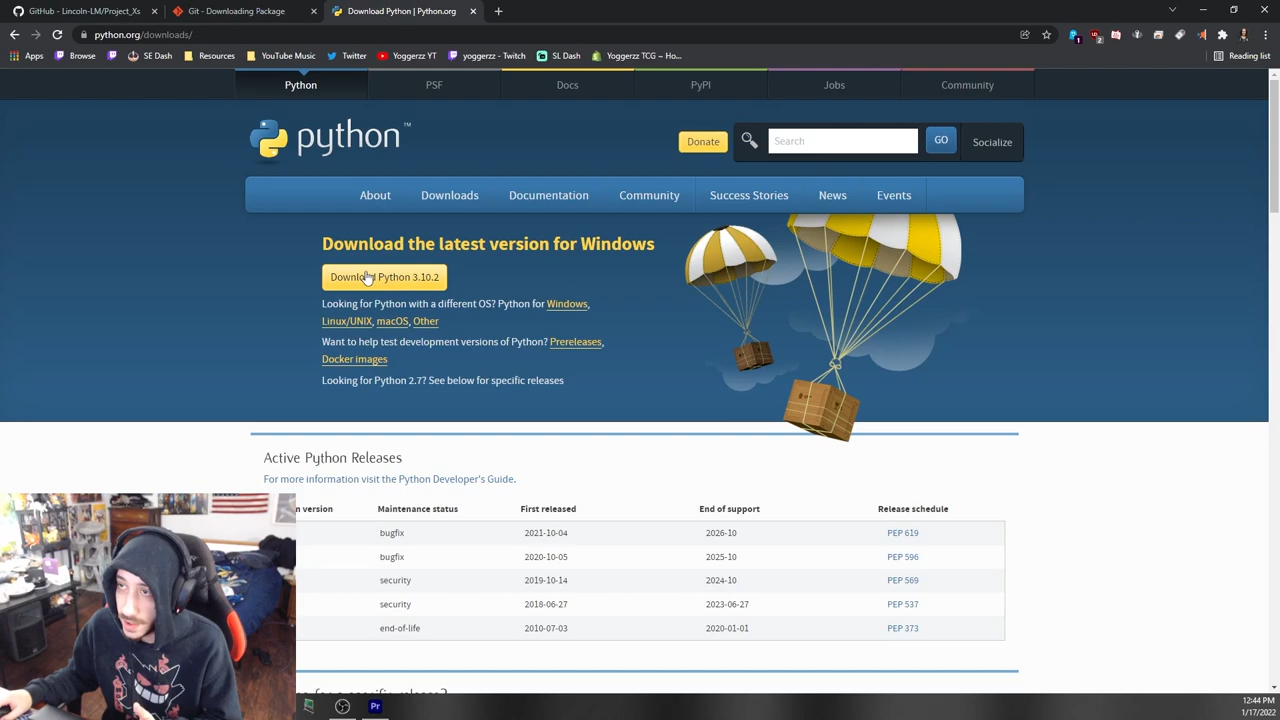 GitHub - Lincoln-LM/Project_Xs
Git - Downloading Package
Download Python | Python.org
python.org/downloads/
Apps
Browse
SE Dash
Resources
YouTube Music
Twitter
Yoggerzz YT
yoggerzz - Twitch
SL Dash
Yoggerzz TCG – Ho...
Reading list
Python
PSF
Docs
PyPI
Jobs
Community
python™
Donate
Search
GO
Socialize
About
Downloads
Documentation
Community
Success Stories
News
Events
Download the latest version for Windows
Download Python 3.10.2
Looking for Python with a different OS? Python for Windows,
Linux/UNIX, macOS, Other
Want to help test development versions of Python? Prereleases,
Docker images
Looking for Python 2.7? See below for specific releases
Active Python Releases
For more information visit the Python Developer's Guide.
n version
Maintenance status
First released
End of support
Release schedule
bugfix
2021-10-04
2026-10
PEP 619
bugfix
2020-10-05
2025-10
PEP 596
security
2019-10-14
2024-10
PEP 569
security
2018-06-27
2023-06-27
PEP 537
end-of-life
2010-07-03
2020-01-01
PEP 373
Pr
12:44 PM
1/17/2022